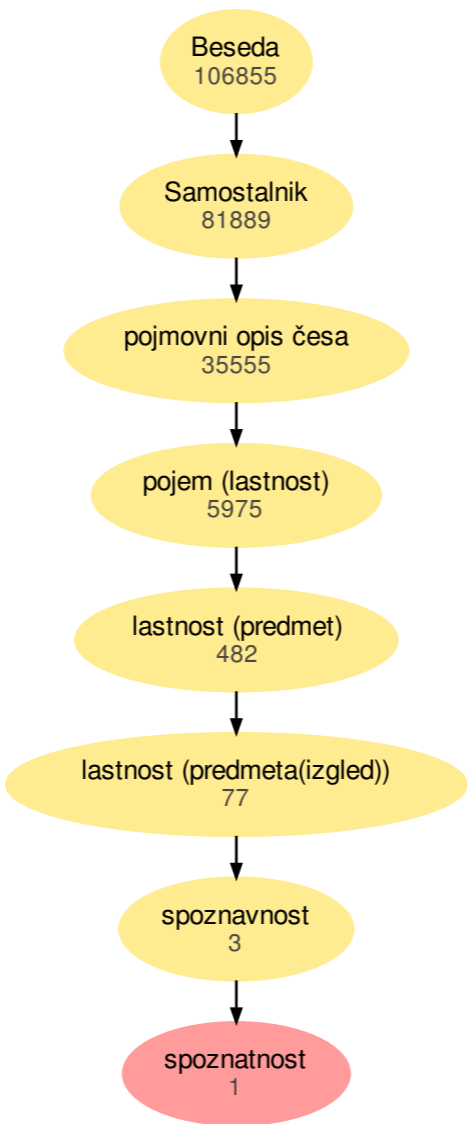 Beseda
106855
Samostalnik
81889
pojmovni opis česa
35555
pojem (lastnost)
5975
lastnost (predmet)
482
lastnost (predmeta(izgled))
77
spoznavnost
3
spoznatnost
1